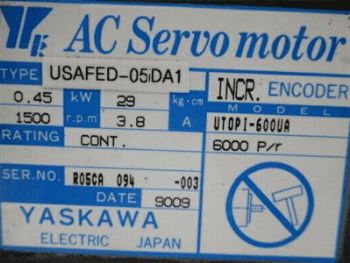 AC Servo motor
TYPE USAFED-05iDA1
0.45 kW 29 kg·cm
1500 r.p.m 3.8 A
RATING CONT.
INCR. ENCODER
MODEL
UTOPI-600UA
6000 P/r
SER.NO. R05CA 094 -003
DATE 9009
YASKAWA
ELECTRIC JAPAN